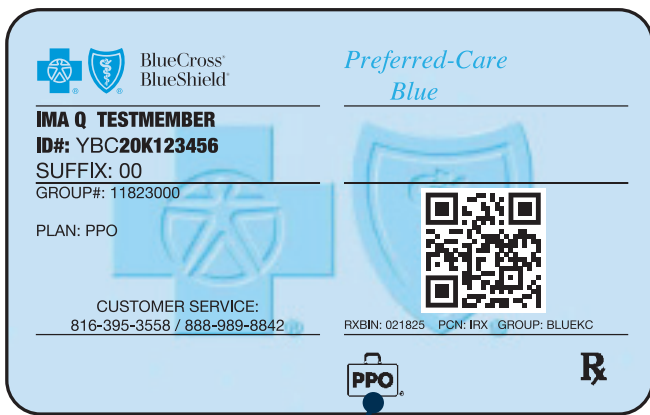 BlueCross®
BlueShield®
Preferred-Care
Blue
IMA Q TESTMEMBER
ID#: YBC20K123456
SUFFIX: 00
GROUP#: 11823000
PLAN: PPO
CUSTOMER SERVICE:
816-395-3558 / 888-989-8842
RXBIN: 021825 PCN: IRX GROUP: BLUEKC
PPO®
Rx